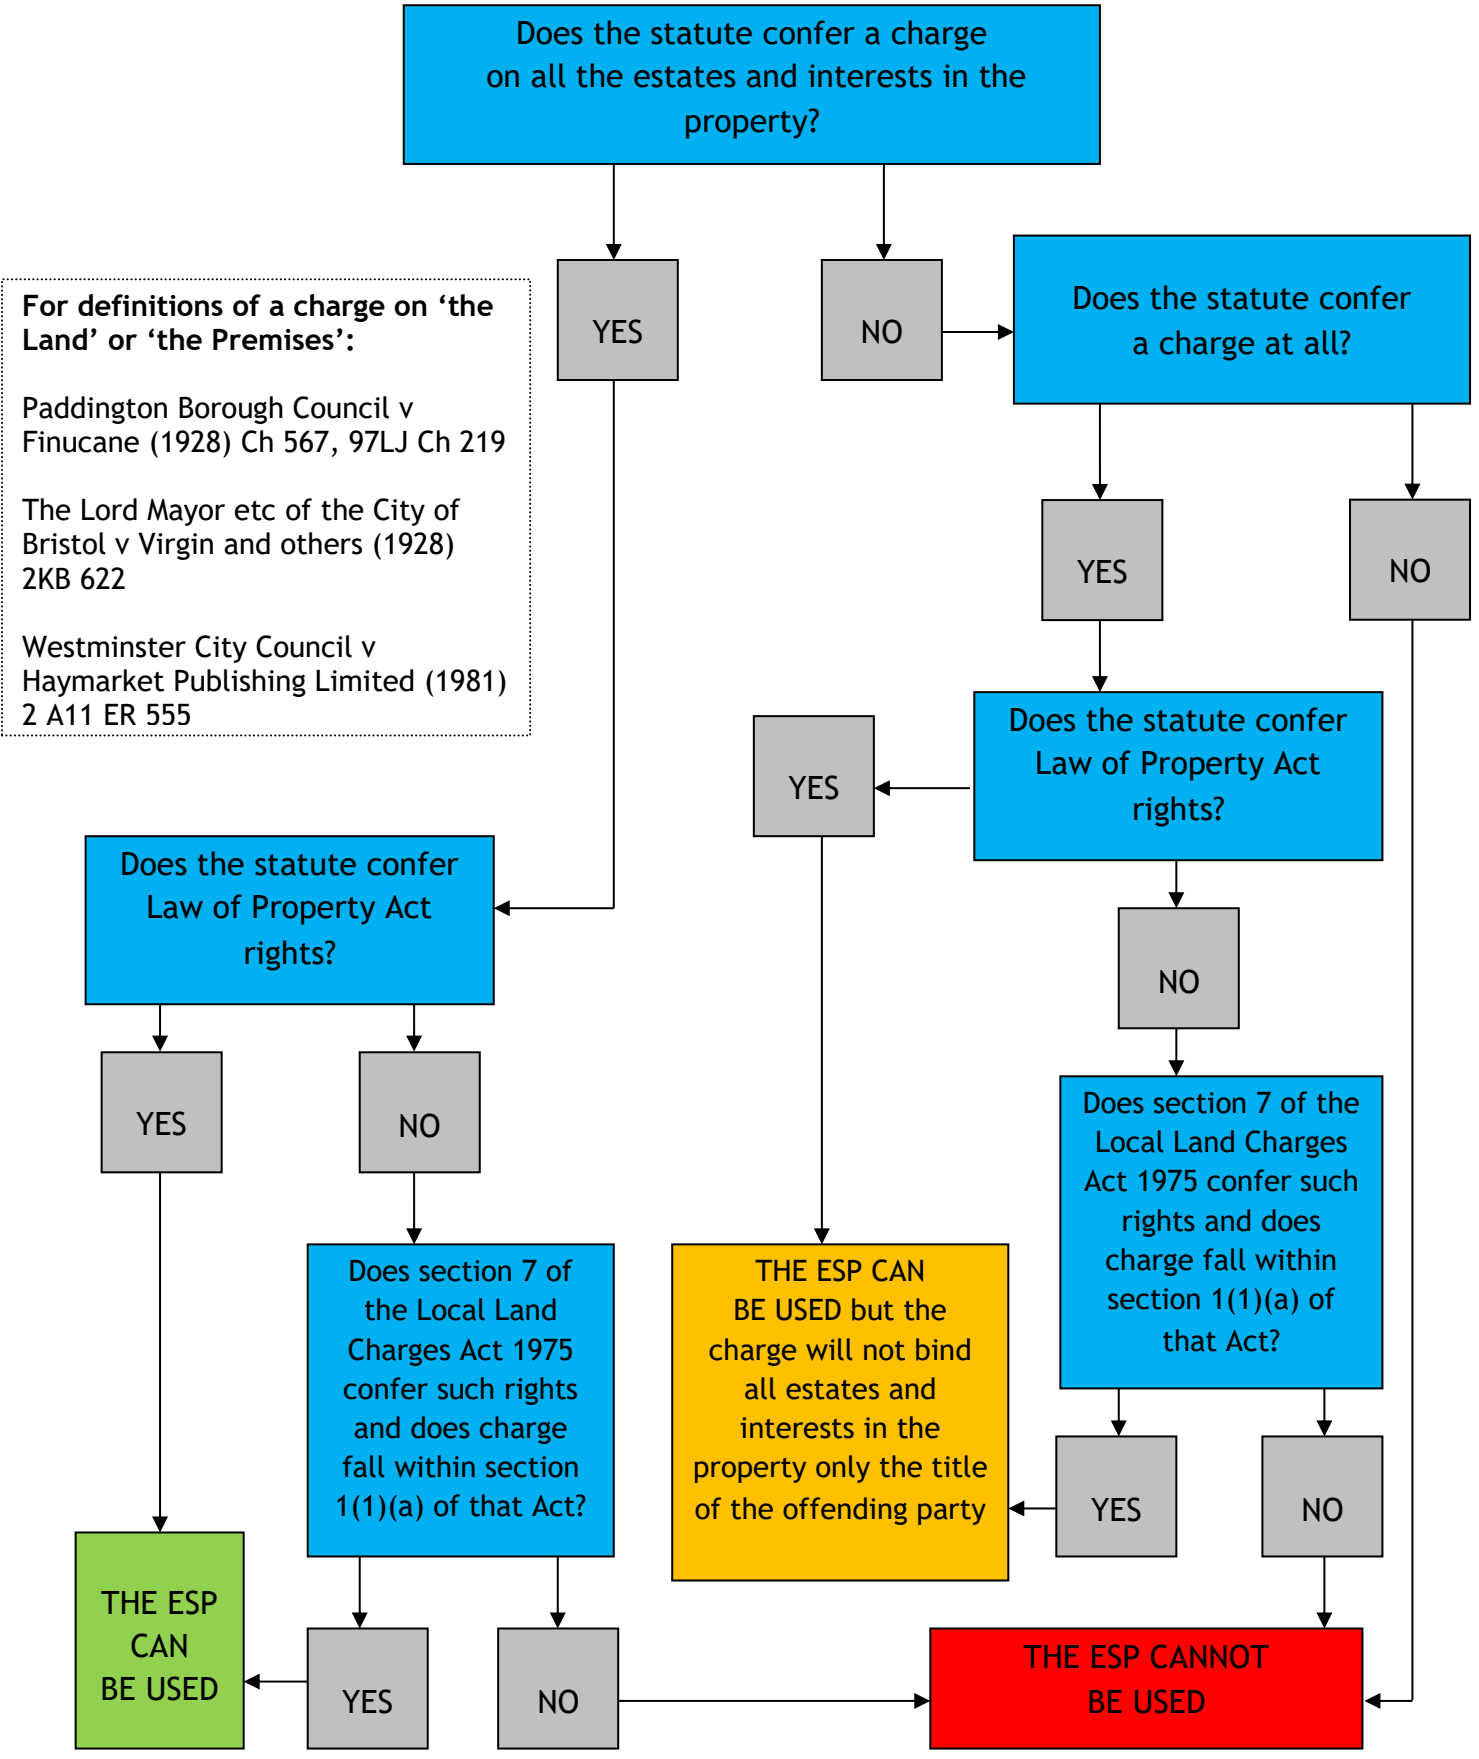 Does the statute confer a charge
on all the estates and interests in the
property?
YES
NO
Does the statute confer
a charge at all?
For definitions of a charge on ‘the
Land’ or ‘the Premises’:
Paddington Borough Council v
Finucane (1928) Ch 567, 97LJ Ch 219
The Lord Mayor etc of the City of
Bristol v Virgin and others (1928)
2KB 622
Westminster City Council v
Haymarket Publishing Limited (1981)
2 A11 ER 555
YES
NO
Does the statute confer
Law of Property Act
rights?
YES
Does the statute confer
Law of Property Act
rights?
NO
YES
NO
Does section 7 of the
Local Land Charges
Act 1975 confer such
rights and does
charge fall within
section 1(1)(a) of
that Act?
Does section 7 of
the Local Land
Charges Act 1975
confer such rights
and does charge
fall within section
1(1)(a) of that Act?
THE ESP CAN
BE USED but the
charge will not bind
all estates and
interests in the
property only the title
of the offending party
YES
NO
THE ESP
CAN
BE USED
YES
NO
THE ESP CANNOT
BE USED